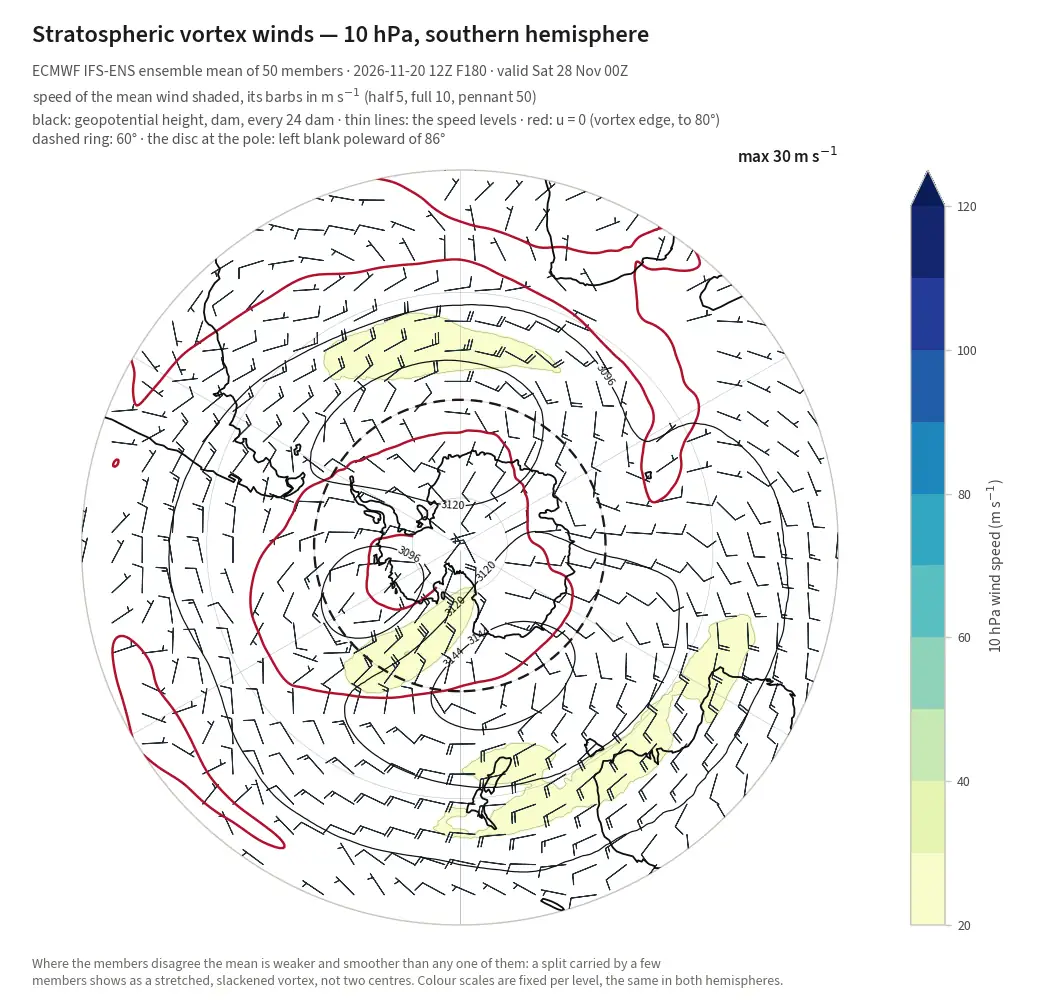 Stratospheric vortex winds — 10 hPa, southern hemisphere
ECMWF IFS-ENS ensemble mean of 50 members · 2026-11-20 12Z F180 · valid Sat 28 Nov 00Z
speed of the mean wind shaded, its barbs in m s⁻¹ (half 5, full 10, pennant 50)
black: geopotential height, dam, every 24 dam · thin lines: the speed levels · red: u = 0 (vortex edge, to 80°)
dashed ring: 60° · the disc at the pole: left blank poleward of 86°
max 30 m s⁻¹
120
100
80
60
40
20
10 hPa wind speed (m s⁻¹)
3096
3120
3096
3120
3120
3144
Where the members disagree the mean is weaker and smoother than any one of them: a split carried by a few
members shows as a stretched, slackened vortex, not two centres. Colour scales are fixed per level, the same in both hemispheres.